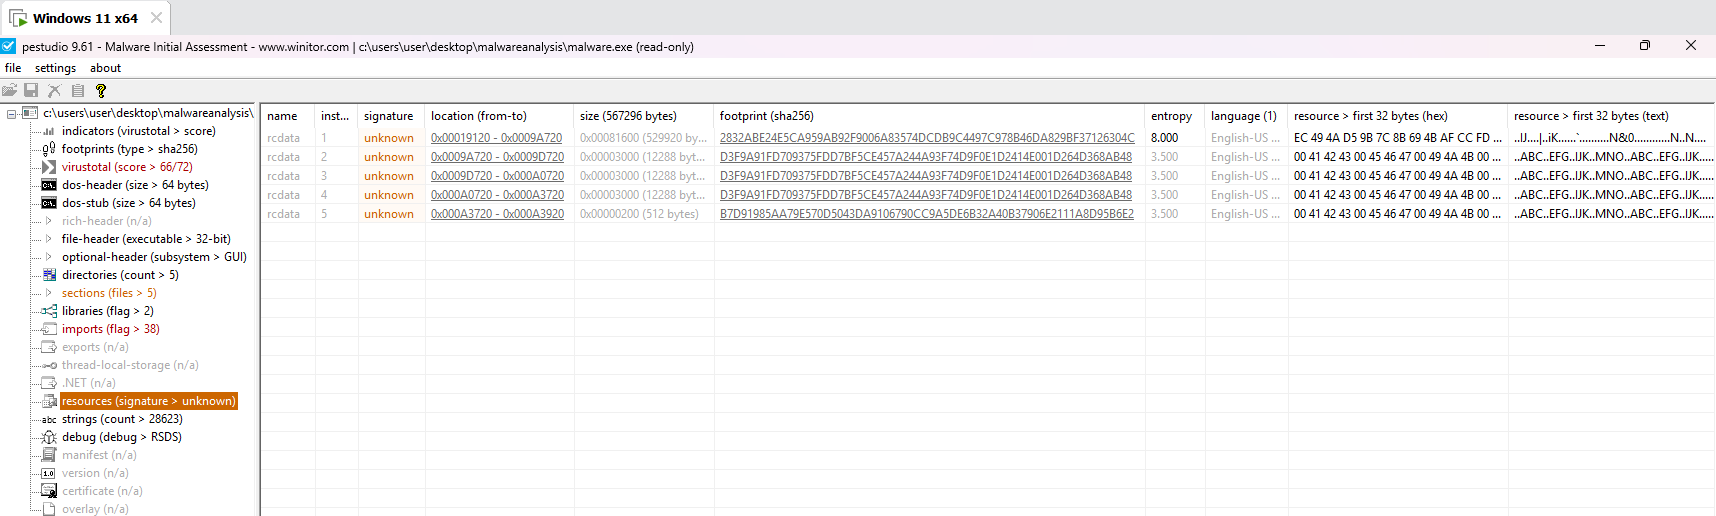 Windows 11 x64
pestudio 9.61 - Malware Initial Assessment - www.winitor.com | c:\users\user\desktop\malwareanalysis\malware.exe (read-only)
file settings about
c:\users\user\desktop\malwareanalysis\
indicators (virustotal > score)
footprints (type > sha256)
virustotal (score > 66/72)
dos-header (size > 64 bytes)
dos-stub (size > 64 bytes)
rich-header (n/a)
file-header (executable > 32-bit)
optional-header (subsystem > GUI)
directories (count > 5)
sections (files > 5)
libraries (flag > 2)
imports (flag > 38)
exports (n/a)
thread-local-storage (n/a)
.NET (n/a)
resources (signature > unknown)
abc strings (count > 28623)
debug (debug > RSDS)
manifest (n/a)
1.0 version (n/a)
certificate (n/a)
overlay (n/a)
name inst... signature location (from-to) size (567296 bytes) footprint (sha256) entropy language (1) resource > first 32 bytes (hex) resource > first 32 bytes (text)
rcdata 1 unknown 0x00019120 - 0x0009A720 0x00081600 (529920 byt... 2832ABE24E5CA959AB92F9006A83574DCDB9C4497C978B46DA829BF37126304C 8.000 English-US ... EC 49 4A D5 9B 7C 8B 69 4B AF CC FD ... ..IJ....|..iK......`..........N&0............N..N....
rcdata 2 unknown 0x0009A720 - 0x0009D720 0x00003000 (12288 byt... D3F9A91FD709375FDD7BF5CE457A244A93F74D9F0E1D2414E001D264D368AB48 3.500 English-US ... 00 41 42 43 00 45 46 47 00 49 4A 4B 00 ... ..ABC..EFG..IJK..MNO..ABC..EFG..IJK.....
rcdata 3 unknown 0x0009D720 - 0x000A0720 0x00003000 (12288 byt... D3F9A91FD709375FDD7BF5CE457A244A93F74D9F0E1D2414E001D264D368AB48 3.500 English-US ... 00 41 42 43 00 45 46 47 00 49 4A 4B 00 ... ..ABC..EFG..IJK..MNO..ABC..EFG..IJK.....
rcdata 4 unknown 0x000A0720 - 0x000A3720 0x00003000 (12288 byt... D3F9A91FD709375FDD7BF5CE457A244A93F74D9F0E1D2414E001D264D368AB48 3.500 English-US ... 00 41 42 43 00 45 46 47 00 49 4A 4B 00 ... ..ABC..EFG..IJK..MNO..ABC..EFG..IJK.....
rcdata 5 unknown 0x000A3720 - 0x000A3920 0x00000200 (512 bytes) B7D91985AA79E570D5043DA9106790CC9A5DE6B32A40B37906E2111A8D95B6E2 3.500 English-US ... 00 41 42 43 00 45 46 47 00 49 4A 4B 00 ... ..ABC..EFG..IJK..MNO..ABC..EFG..IJK.....